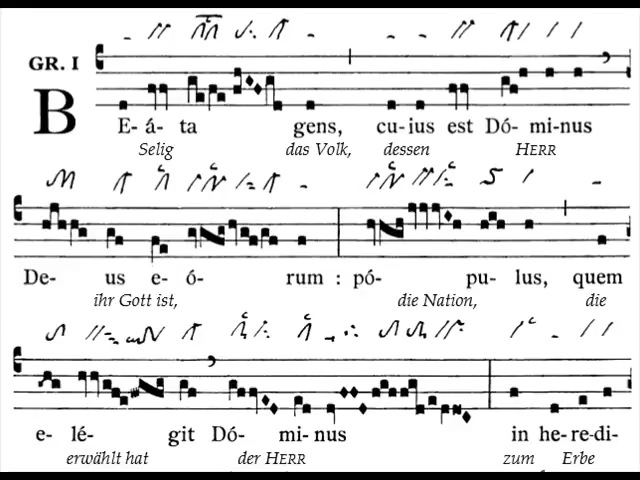 GR. I
BE-á- ta gens, cu-ius est Dó- mi-nus
Selig das Volk, dessen HERR
De- us e-ó- rum : pó- pu- lus, quem
ihr Gott ist, die Nation, die
e- lé- git Dó- mi- nus in he-re-di-
erwählt hat der HERR zum Erbe